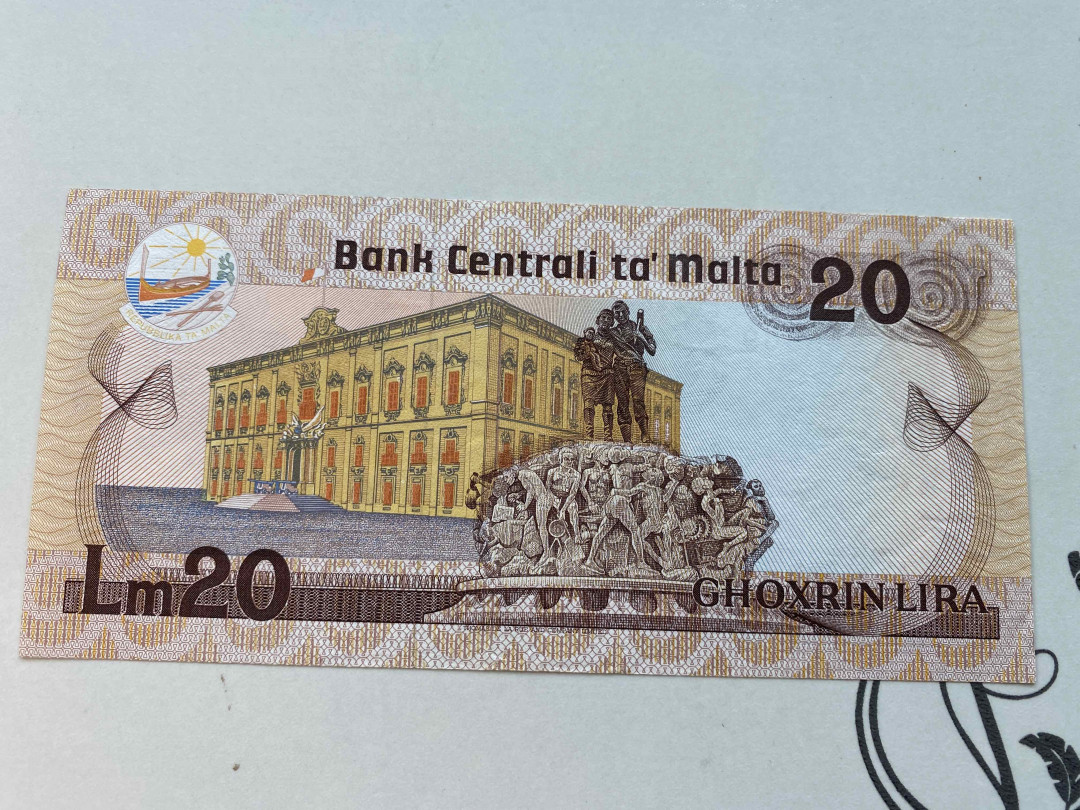 Bank Centrali ta' Malta
20
REPUBBLIKA TA' MALTA
Lm20
GHOXRIN LIRA